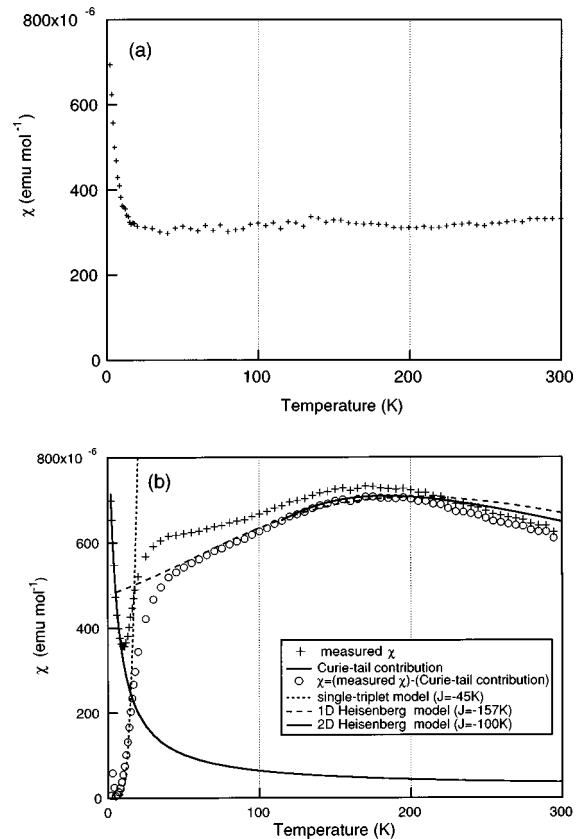 800x10 -6
(a)
600
400
200
0
χ (emu mol -1)
0 100 200 300
Temperature (K)
800x10 -6
(b)
600
400
200
0
χ (emu mol -1)
measured χ
Curie-tail contribution
χ=(measured χ)-(Curie-tail contribution)
single-triplet model (J=-45K)
1D Heisenberg model (J=-157K)
2D Heisenberg model (J=-100K)
0 100 200 300
Temperature (K)